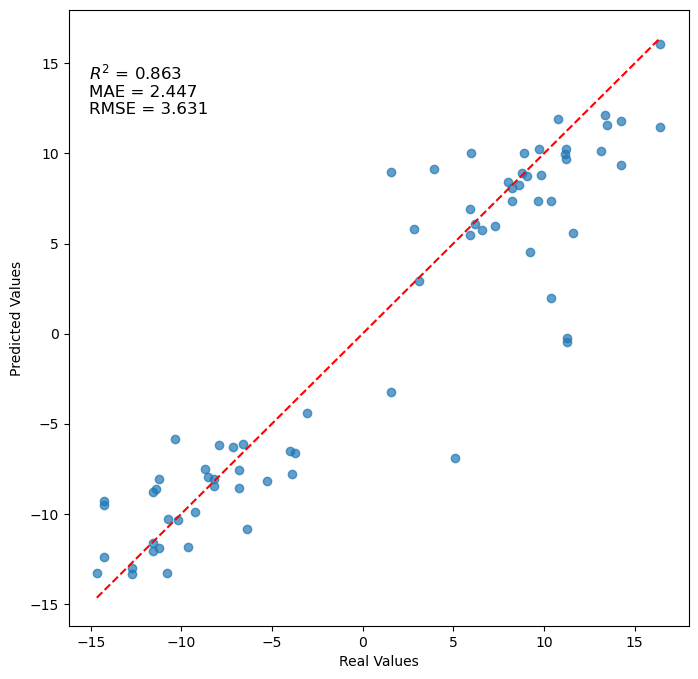 R² = 0.863
MAE = 2.447
RMSE = 3.631
Predicted Values
15
10
5
0
−5
−10
−15
−15 −10 −5 0 5 10 15
Real Values